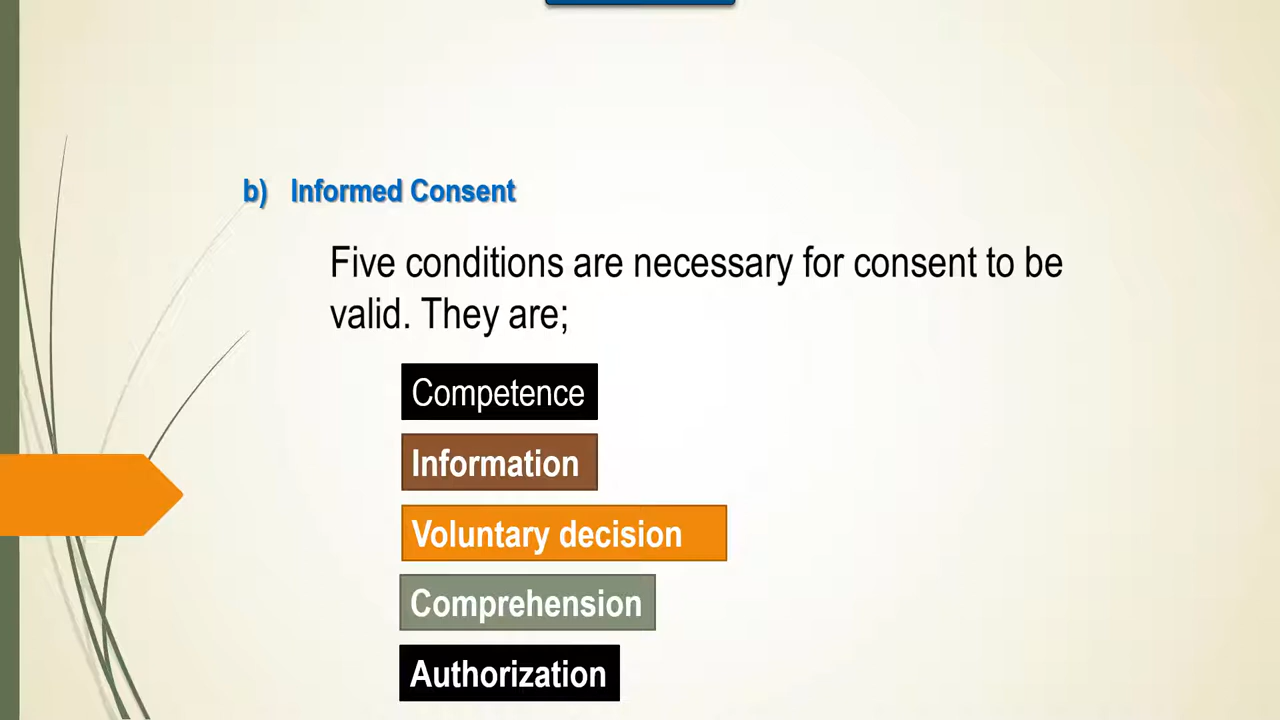 b) Informed Consent
Five conditions are necessary for consent to be
valid. They are;
Competence
Information
Voluntary decision
Comprehension
Authorization